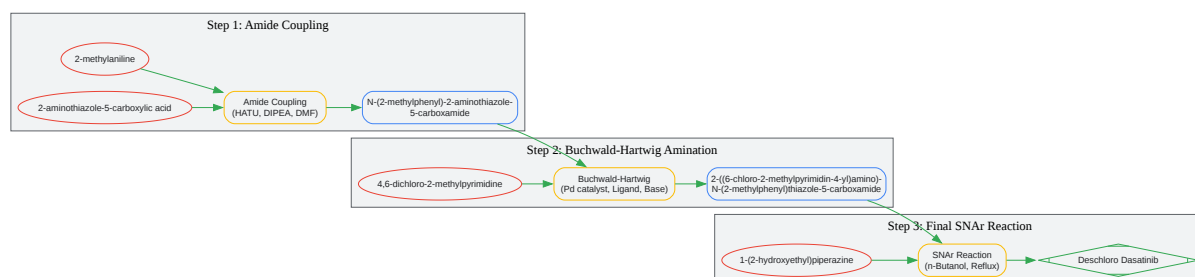 Step 1: Amide Coupling
2-methylaniline
2-aminothiazole-5-carboxylic acid
Amide Coupling
(HATU, DIPEA, DMF)
N-(2-methylphenyl)-2-aminothiazole-
5-carboxamide
Step 2: Buchwald-Hartwig Amination
4,6-dichloro-2-methylpyrimidine
Buchwald-Hartwig
(Pd catalyst, Ligand, Base)
2-((6-chloro-2-methylpyrimidin-4-yl)amino)-
N-(2-methylphenyl)thiazole-5-carboxamide
Step 3: Final SNAr Reaction
1-(2-hydroxyethyl)piperazine
SNAr Reaction
(n-Butanol, Reflux)
Deschloro Dasatinib